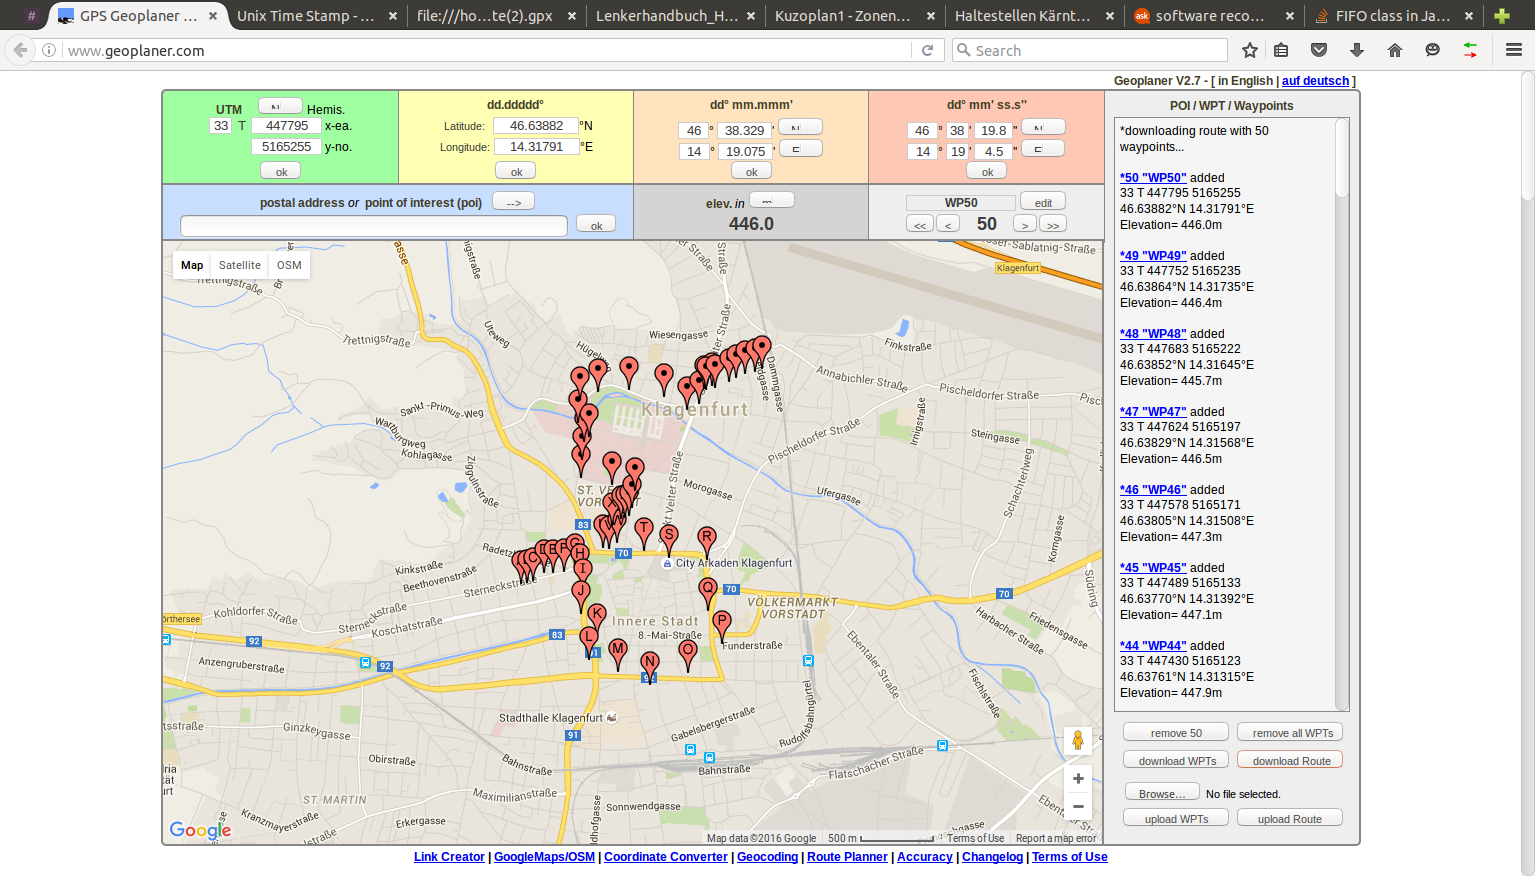 GPS Geoplaner ...
Unix Time Stamp - ...
file:///ho...te(2).gpx
Lenkerhandbuch_H...
Kuzoplan1 - Zonen...
Haltestellen Kärnt...
ask software reco...
FIFO class in Ja...
www.geoplaner.com
Search
Geoplaner V2.7 - [ in English | auf deutsch ]
UTM Hemis.
33 T 447795 x-ea.
5165255 y-no.
ok
dd.ddddd°
Latitude: 46.63882 °N
Longitude: 14.31791 °E
ok
dd° mm.mmm'
46 ° 38.329 '
14 ° 19.075 '
ok
dd° mm' ss.s''
46 ° 38 ' 19.8 "
14 ° 19 ' 4.5 "
ok
postal address or point of interest (poi) -->
ok
elev. in
446.0
WP50 edit
<< < 50 > >>
POI / WPT / Waypoints
*downloading route with 50
waypoints...
*50 "WP50" added
33 T 447795 5165255
46.63882°N 14.31791°E
Elevation= 446.0m
*49 "WP49" added
33 T 447752 5165235
46.63864°N 14.31735°E
Elevation= 446.4m
*48 "WP48" added
33 T 447683 5165222
46.63852°N 14.31645°E
Elevation= 445.7m
*47 "WP47" added
33 T 447624 5165197
46.63829°N 14.31568°E
Elevation= 446.5m
*46 "WP46" added
33 T 447578 5165171
46.63805°N 14.31508°E
Elevation= 447.3m
*45 "WP45" added
33 T 447489 5165133
46.63770°N 14.31392°E
Elevation= 447.1m
*44 "WP44" added
33 T 447430 5165123
46.63761°N 14.31315°E
Elevation= 447.9m
remove 50
remove all WPTs
download WPTs
download Route
Browse... No file selected.
upload WPTs
upload Route
Map
Satellite
OSM
Trettnigstraße
Trettnigstraße
Uteweg
Hügelweg
Wiesengasse
Klagenfurt
Finkstraße
Annabichler Straße
Pischeldorfer Straße
Dammgasse
Klagenfurt
Sankt -Primus-Weg
Wartburgweg
Kohlagasse
Ziggulnstraße
Pischeldorfer Straße
Irnigstraße
Steingasse
Schachterlweg
Morogasse
Ufergasse
Korngasse
Südring
83
70
City Arkaden Klagenfurt
Kinkstraße
Beethovenstraße
Sterneckstraße
Kohldorfer Straße
Koschatstraße
T
S
R
H
I
J
K
L
M
N
O
P
Q
70
VÖLKERMARKT
VORSTADT
70
Harbacher Straße
Friedensgasse
Innere Stadt
8.-Mai-Straße
Funderstraße
83
92
92
Anzengruberstraße
Ebentaler Straße
Fischlstraße
Stadthalle Klagenfurt
91
Gabelsbergerstraße
Rudolfsbahngürtel
Ginzkeygasse
Obirstraße
Bahnstraße
Bahnstraße
Flatschacher Straße
ST. MARTIN
Maximilianstraße
Kranzmayerstraße
Erkergasse
Sonnwendgasse
Google
Map data ©2016 Google
500 m
Terms of Use
Report a map error
Link Creator | GoogleMaps/OSM | Coordinate Converter | Geocoding | Route Planner | Accuracy | Changelog | Terms of Use